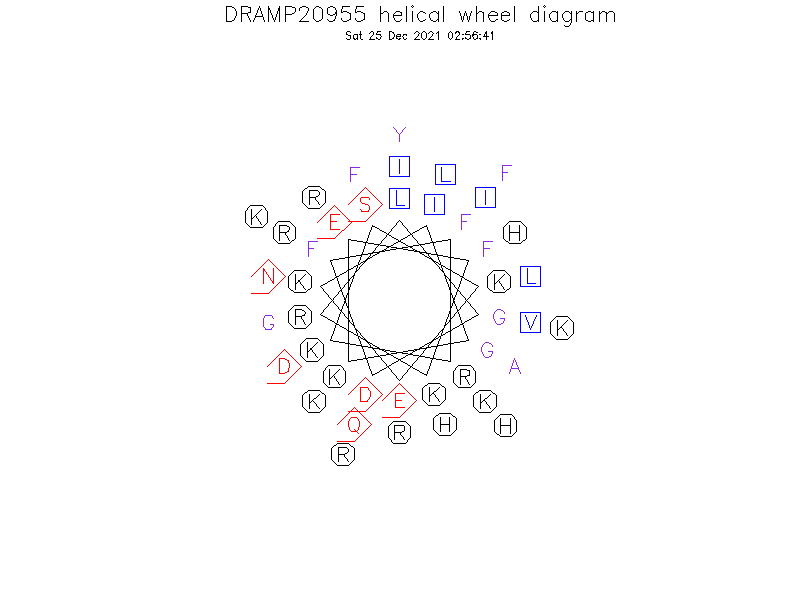 DRAMP20955 helical wheel diagram
Sat 25 Dec 2021 02:56:41
Y
I L
F F
L I I
R S
K E F H
R
F F
N K K L
G R G V K
K G
D A
K R
K D E K K
Q R H H
R